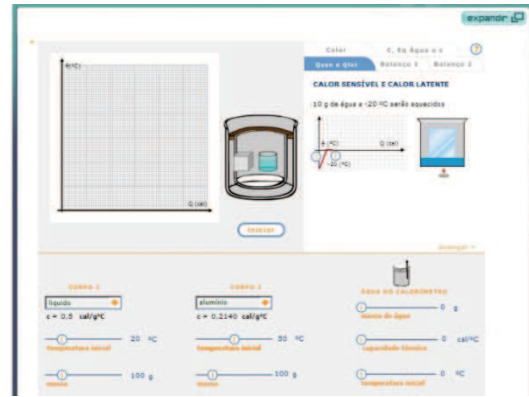 expandir
Calor C, Eq Água e c ?
Quen e Qlat Balanço 1 Balanço 2
CALOR SENSÍVEL E CALOR LATENTE
10 g de água a -20 ºC serão aquecidos
θ(ºC)
Q (cal)
θ (ºC) Q (cal)
-20 (ºC)
iniciar
CORPO 1
líquido
c = 0,5 cal/gºC
20 ºC
temperatura inicial
100 g
massa
CORPO 2
alumínio
c = 0,2140 cal/gºC
50 ºC
temperatura inicial
100 g
massa
ÁGUA NO CALORÍMETRO
0 g
massa de água
0 cal/ºC
capacidade térmica
0 ºC
temperatura inicial